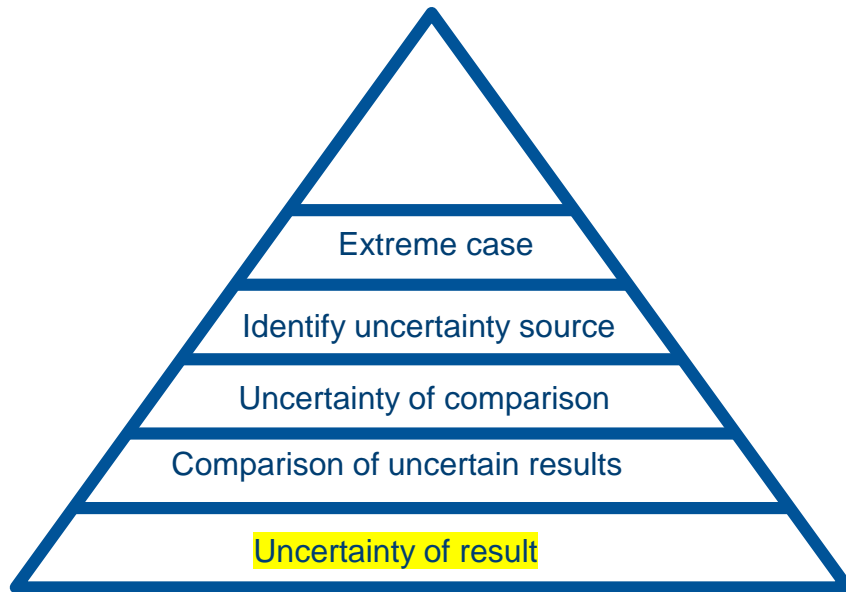 Extreme case
Identify uncertainty source
Uncertainty of comparison
Comparison of uncertain results
Uncertainty of result